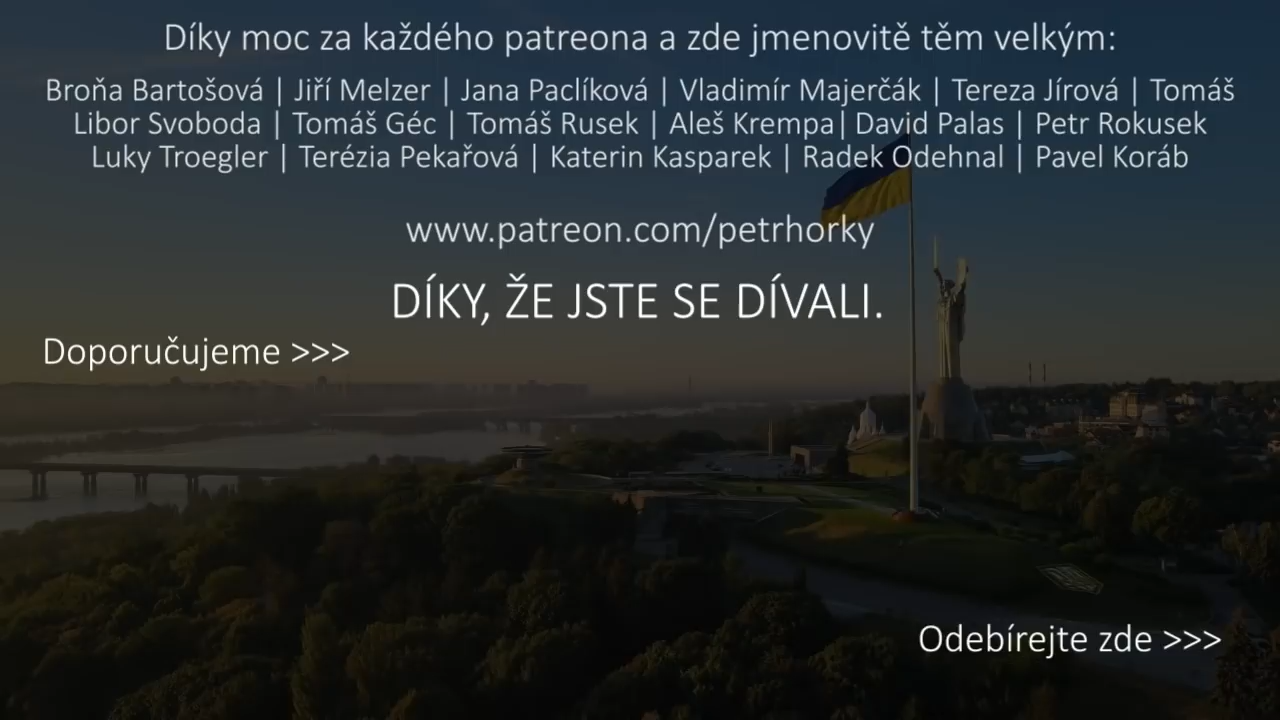 Díky moc za každého patreona a zde jmenovitě těm velkým:
Broňa Bartošová | Jiří Melzer | Jana Paclíková | Vladimír Majerčák | Tereza Jírová | Tomáš
Libor Svoboda | Tomáš Géc | Tomáš Rusek | Aleš Krempa| David Palas | Petr Rokusek
Luky Troegler | Terézia Pekařová | Katerin Kasparek | Radek Odehnal | Pavel Koráb
www.patreon.com/petrhorky
DÍKY, ŽE JSTE SE DÍVALI.
Doporučujeme >>>
Odebírejte zde >>>